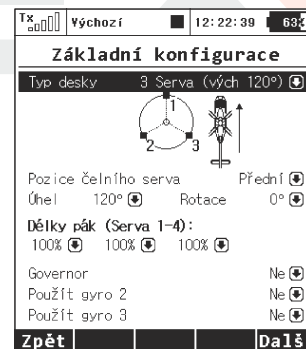 Tx Výchozí 12:22:39 63%
Základní konfigurace
Typ desky 3 Serva (vých 120°)
1
2 3
Pozice čelního serva Přední
Úhel 120° Rotace 0°
Délky pák (Serva 1-4):
100% 100% 100%
Governor Ne
Použít gyro 2 Ne
Použít gyro 3 Ne
Zpět Dalš